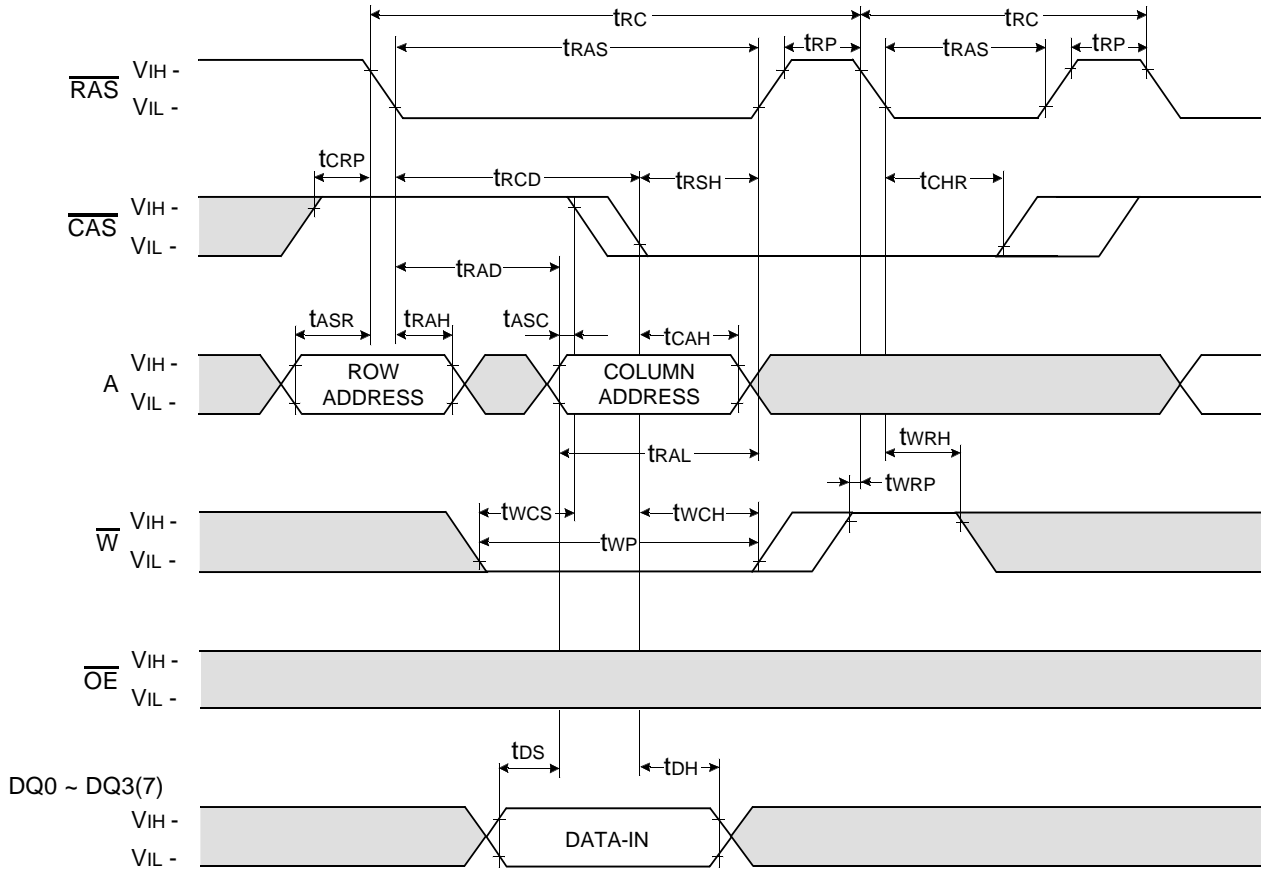 tRC tRC
tRAS tRP tRAS tRP
RAS VIH -
VIL -
tCRP tRCD tRSH tCHR
CAS VIH -
VIL -
tRAD
tASR tRAH tASC tCAH
A VIH -
VIL -
ROW
ADDRESS
COLUMN
ADDRESS
tWRH
tRAL
tWRP
tWCS tWCH
W VIH -
VIL -
tWP
OE VIH -
VIL -
tDS tDH
DQ0 ~ DQ3(7)
VIH -
VIL -
DATA-IN